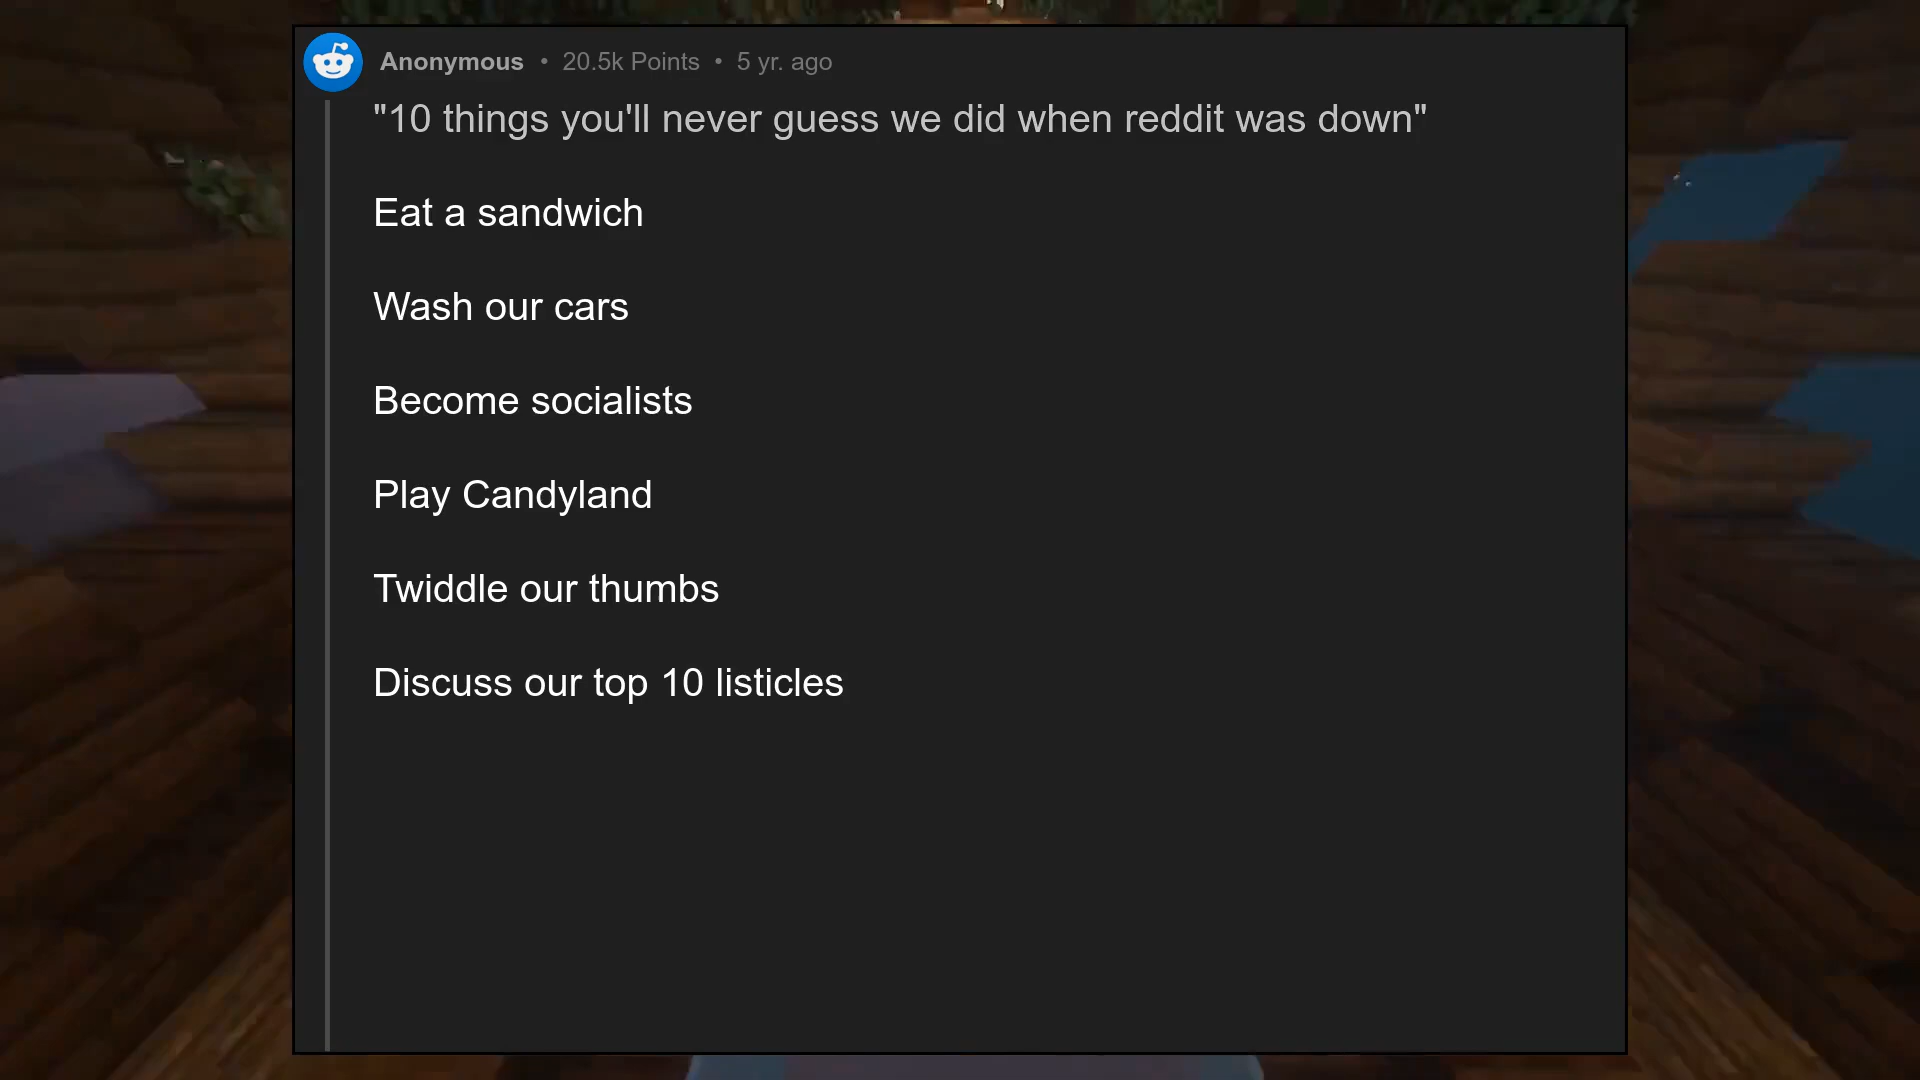 Anonymous • 20.5k Points • 5 yr. ago
"10 things you'll never guess we did when reddit was down"
Eat a sandwich
Wash our cars
Become socialists
Play Candyland
Twiddle our thumbs
Discuss our top 10 listicles